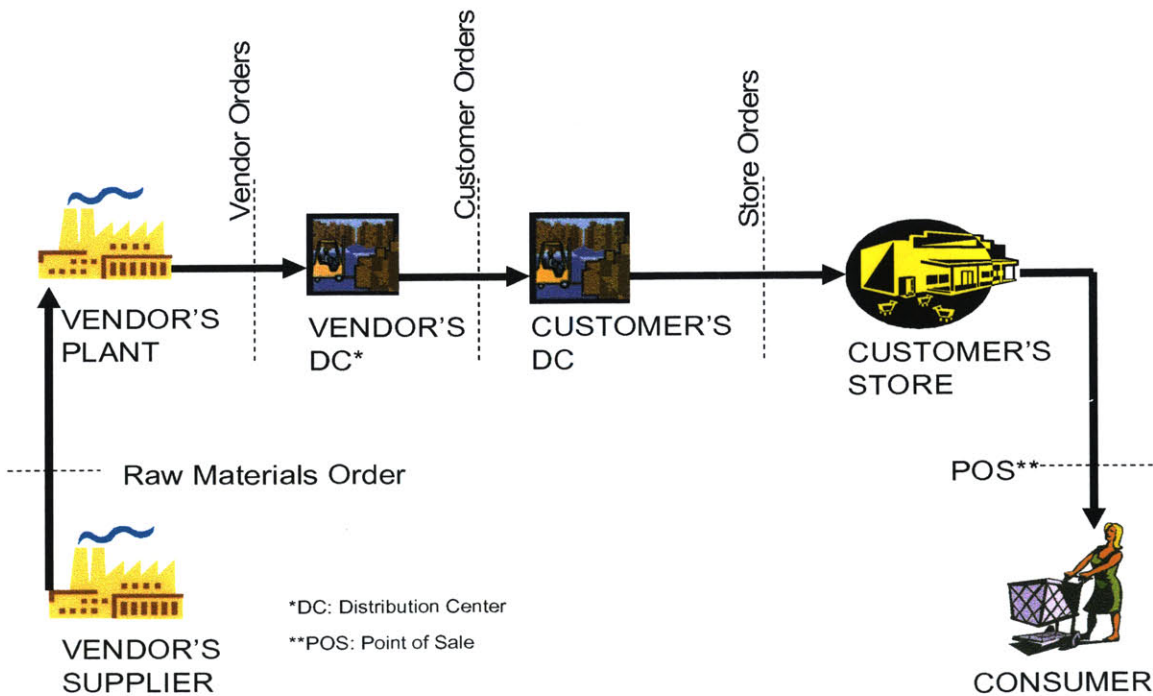 Vendor Orders
Customer Orders
Store Orders
VENDOR'S
PLANT
VENDOR'S
DC*
CUSTOMER'S
DC
CUSTOMER'S
STORE
Raw Materials Order
POS**
*DC: Distribution Center
**POS: Point of Sale
VENDOR'S
SUPPLIER
CONSUMER